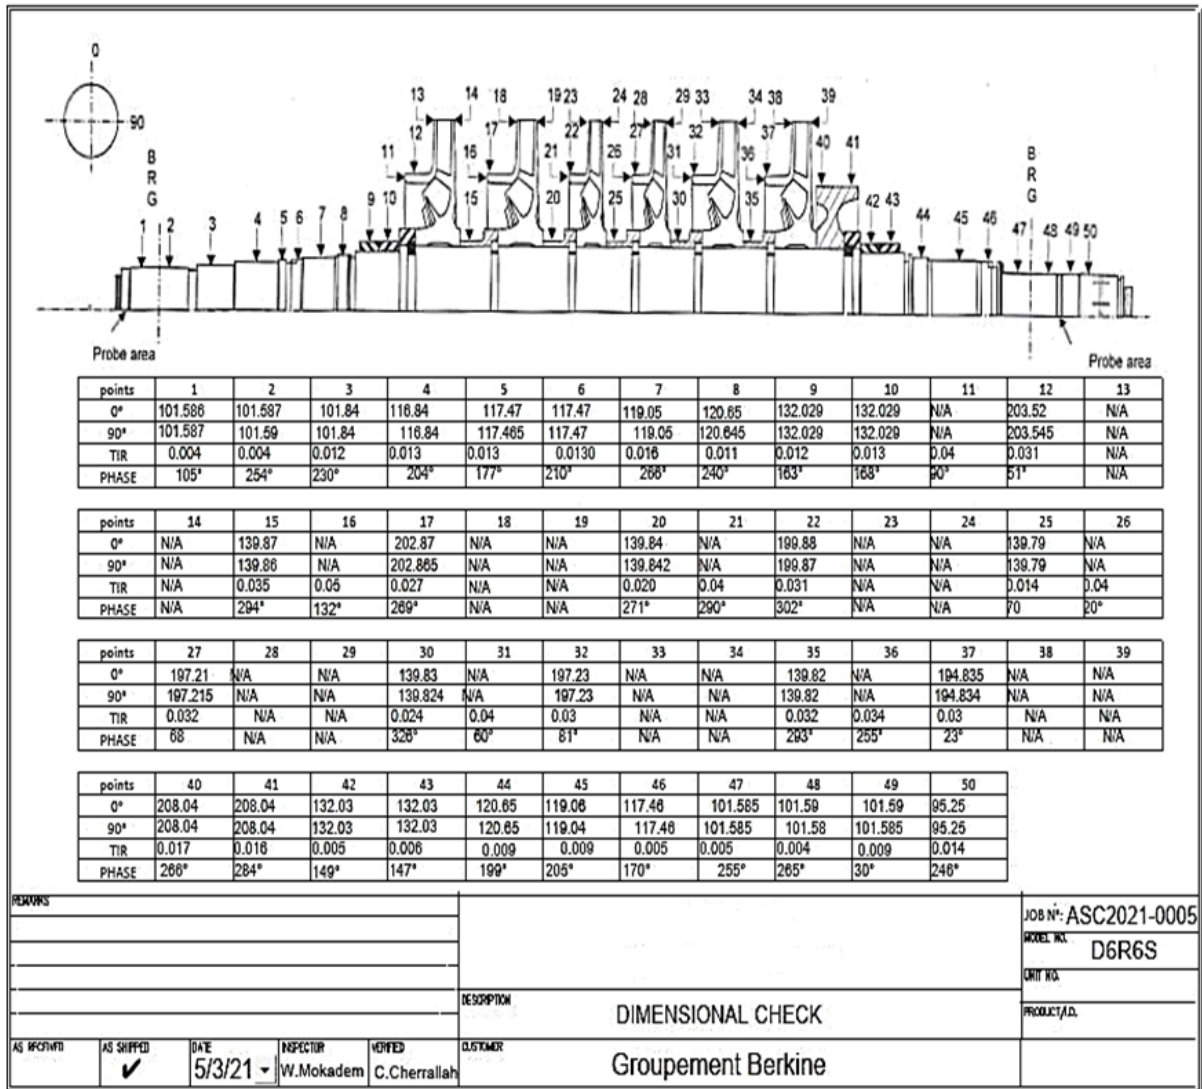 0
90
B
R
G
1 2 3 4 5 6 7 8 9 10
11 12 13 14 15 16 17 18 19 20 21 22 23 24 25 26 27 28 29 30 31 32 33 34 35 36 37 38 39 40 41
42 43 44 45 46 47 48 49 50
B
R
G
Probe area
Probe area
points 1 2 3 4 5 6 7 8 9 10 11 12 13
0° 101.586 101.587 101.84 116.84 117.47 117.47 119.05 120.65 132.029 132.029 N/A 203.52 N/A
90° 101.587 101.59 101.84 116.84 117.465 117.47 119.05 120.645 132.029 132.029 N/A 203.545 N/A
TIR 0.004 0.004 0.012 0.013 0.013 0.0130 0.016 0.011 0.012 0.013 0.04 0.031 N/A
PHASE 105° 254° 230° 204° 177° 210° 266° 240° 163° 168° 90° 51° N/A
points 14 15 16 17 18 19 20 21 22 23 24 25 26
0° N/A 139.87 N/A 202.87 N/A N/A 139.84 N/A 199.88 N/A N/A 139.79 N/A
90° N/A 139.86 N/A 202.865 N/A N/A 139.842 N/A 199.87 N/A N/A 139.79 N/A
TIR N/A 0.035 0.05 0.027 N/A N/A 0.020 0.04 0.031 N/A N/A 0.014 0.04
PHASE N/A 294° 132° 269° N/A N/A 271° 290° 302° N/A N/A 70 20°
points 27 28 29 30 31 32 33 34 35 36 37 38 39
0° 197.21 N/A N/A 139.83 N/A 197.23 N/A N/A 139.82 N/A 194.835 N/A N/A
90° 197.215 N/A N/A 139.824 N/A 197.23 N/A N/A 139.82 N/A 194.834 N/A N/A
TIR 0.032 N/A N/A 0.024 0.04 0.03 N/A N/A 0.032 0.034 0.03 N/A N/A
PHASE 68 N/A N/A 326° 60° 81° N/A N/A 293° 255° 23° N/A N/A
points 40 41 42 43 44 45 46 47 48 49 50
0° 208.04 208.04 132.03 132.03 120.65 119.06 117.46 101.585 101.59 101.59 95.25
90° 208.04 208.04 132.03 132.03 120.65 119.04 117.46 101.585 101.58 101.585 95.25
TIR 0.017 0.016 0.005 0.006 0.009 0.009 0.005 0.005 0.004 0.009 0.014
PHASE 266° 284° 149° 147° 199° 205° 170° 255° 265° 30° 246°
REMARKS
JOB N°: ASC2021-0005
MODEL NO. D6R6S
UNIT NO.
DESCRIPTION DIMENSIONAL CHECK
PRODUCT/I.D.
AS SHIPPED ✔
DATE 5/3/21
INSPECTOR W.Mokadem
VERIFED C.Cherrallah
CUSTOMER Groupement Berkine